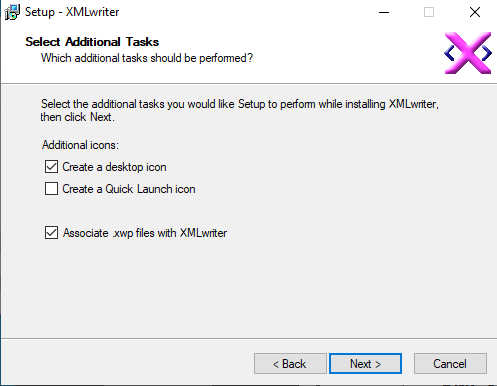 Setup - XMLwriter
Select Additional Tasks
Which additional tasks should be performed?
Select the additional tasks you would like Setup to perform while installing XMLwriter,
then click Next.
Additional icons:
Create a desktop icon
Create a Quick Launch icon
Associate .xwp files with XMLwriter
< Back
Next >
Cancel